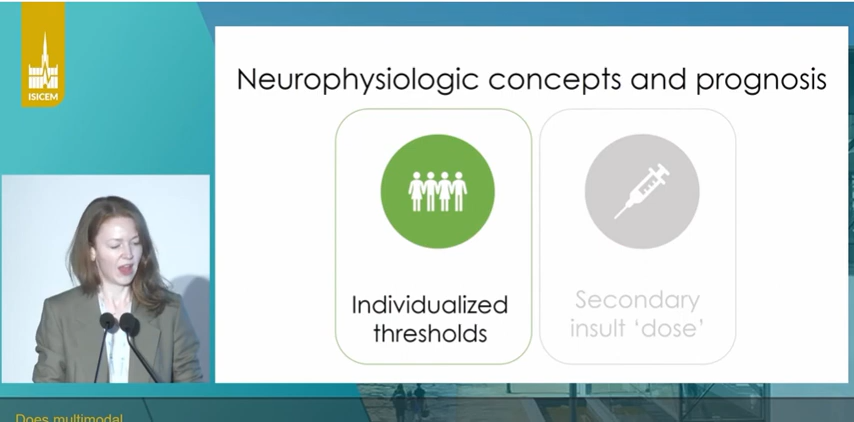 ISICEM
Neurophysiologic concepts and prognosis
Individualized
thresholds
Secondary
insult ‘dose’
Does multimodal